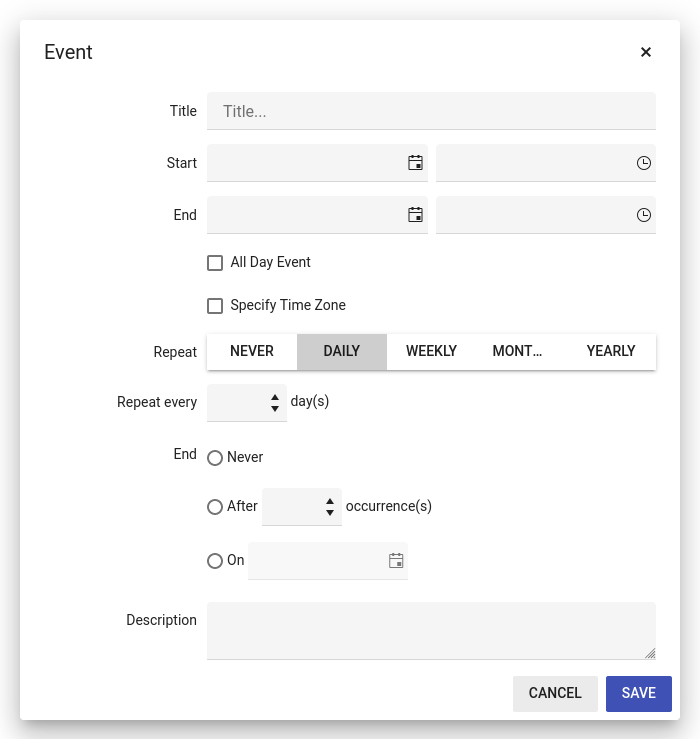 Event
Title Title...
Start
End
All Day Event
Specify Time Zone
Repeat NEVER DAILY WEEKLY MONT... YEARLY
Repeat every day(s)
End Never
After occurrence(s)
On
Description
CANCEL SAVE